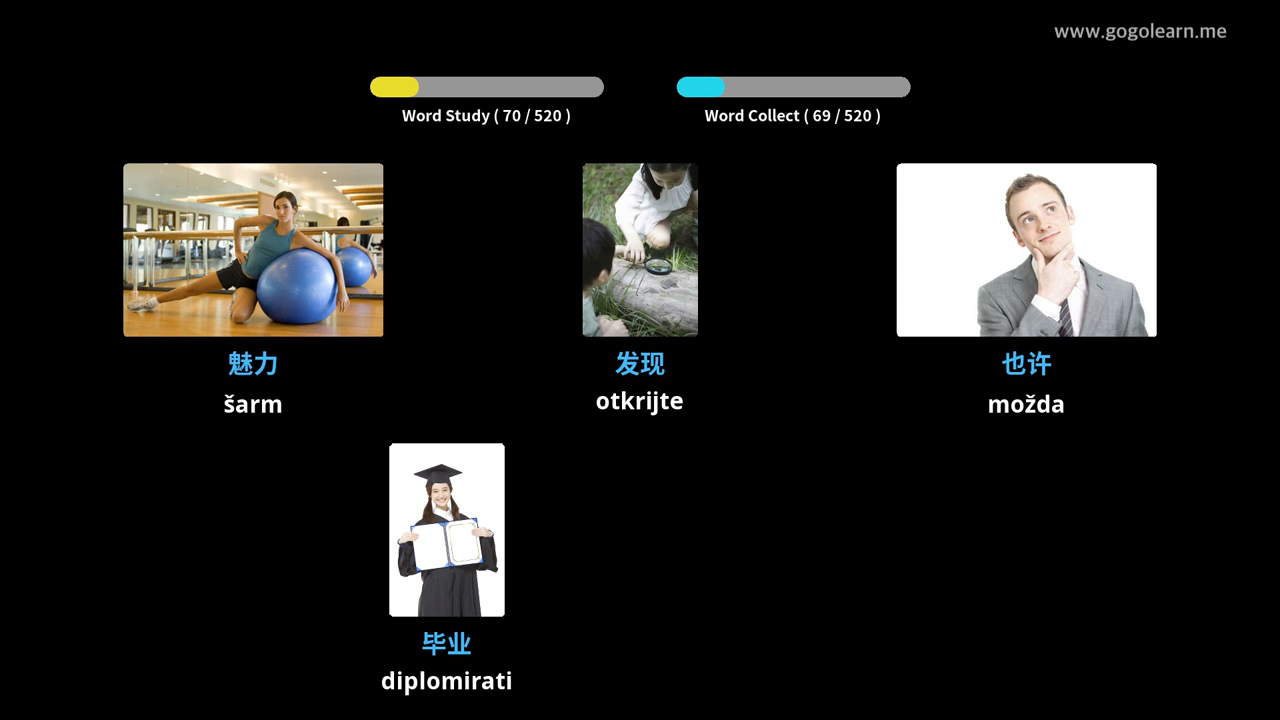 www.gogolearn.me
Word Study ( 70 / 520 )
Word Collect ( 69 / 520 )
魅力
šarm
发现
otkrijte
也许
možda
毕业
diplomirati